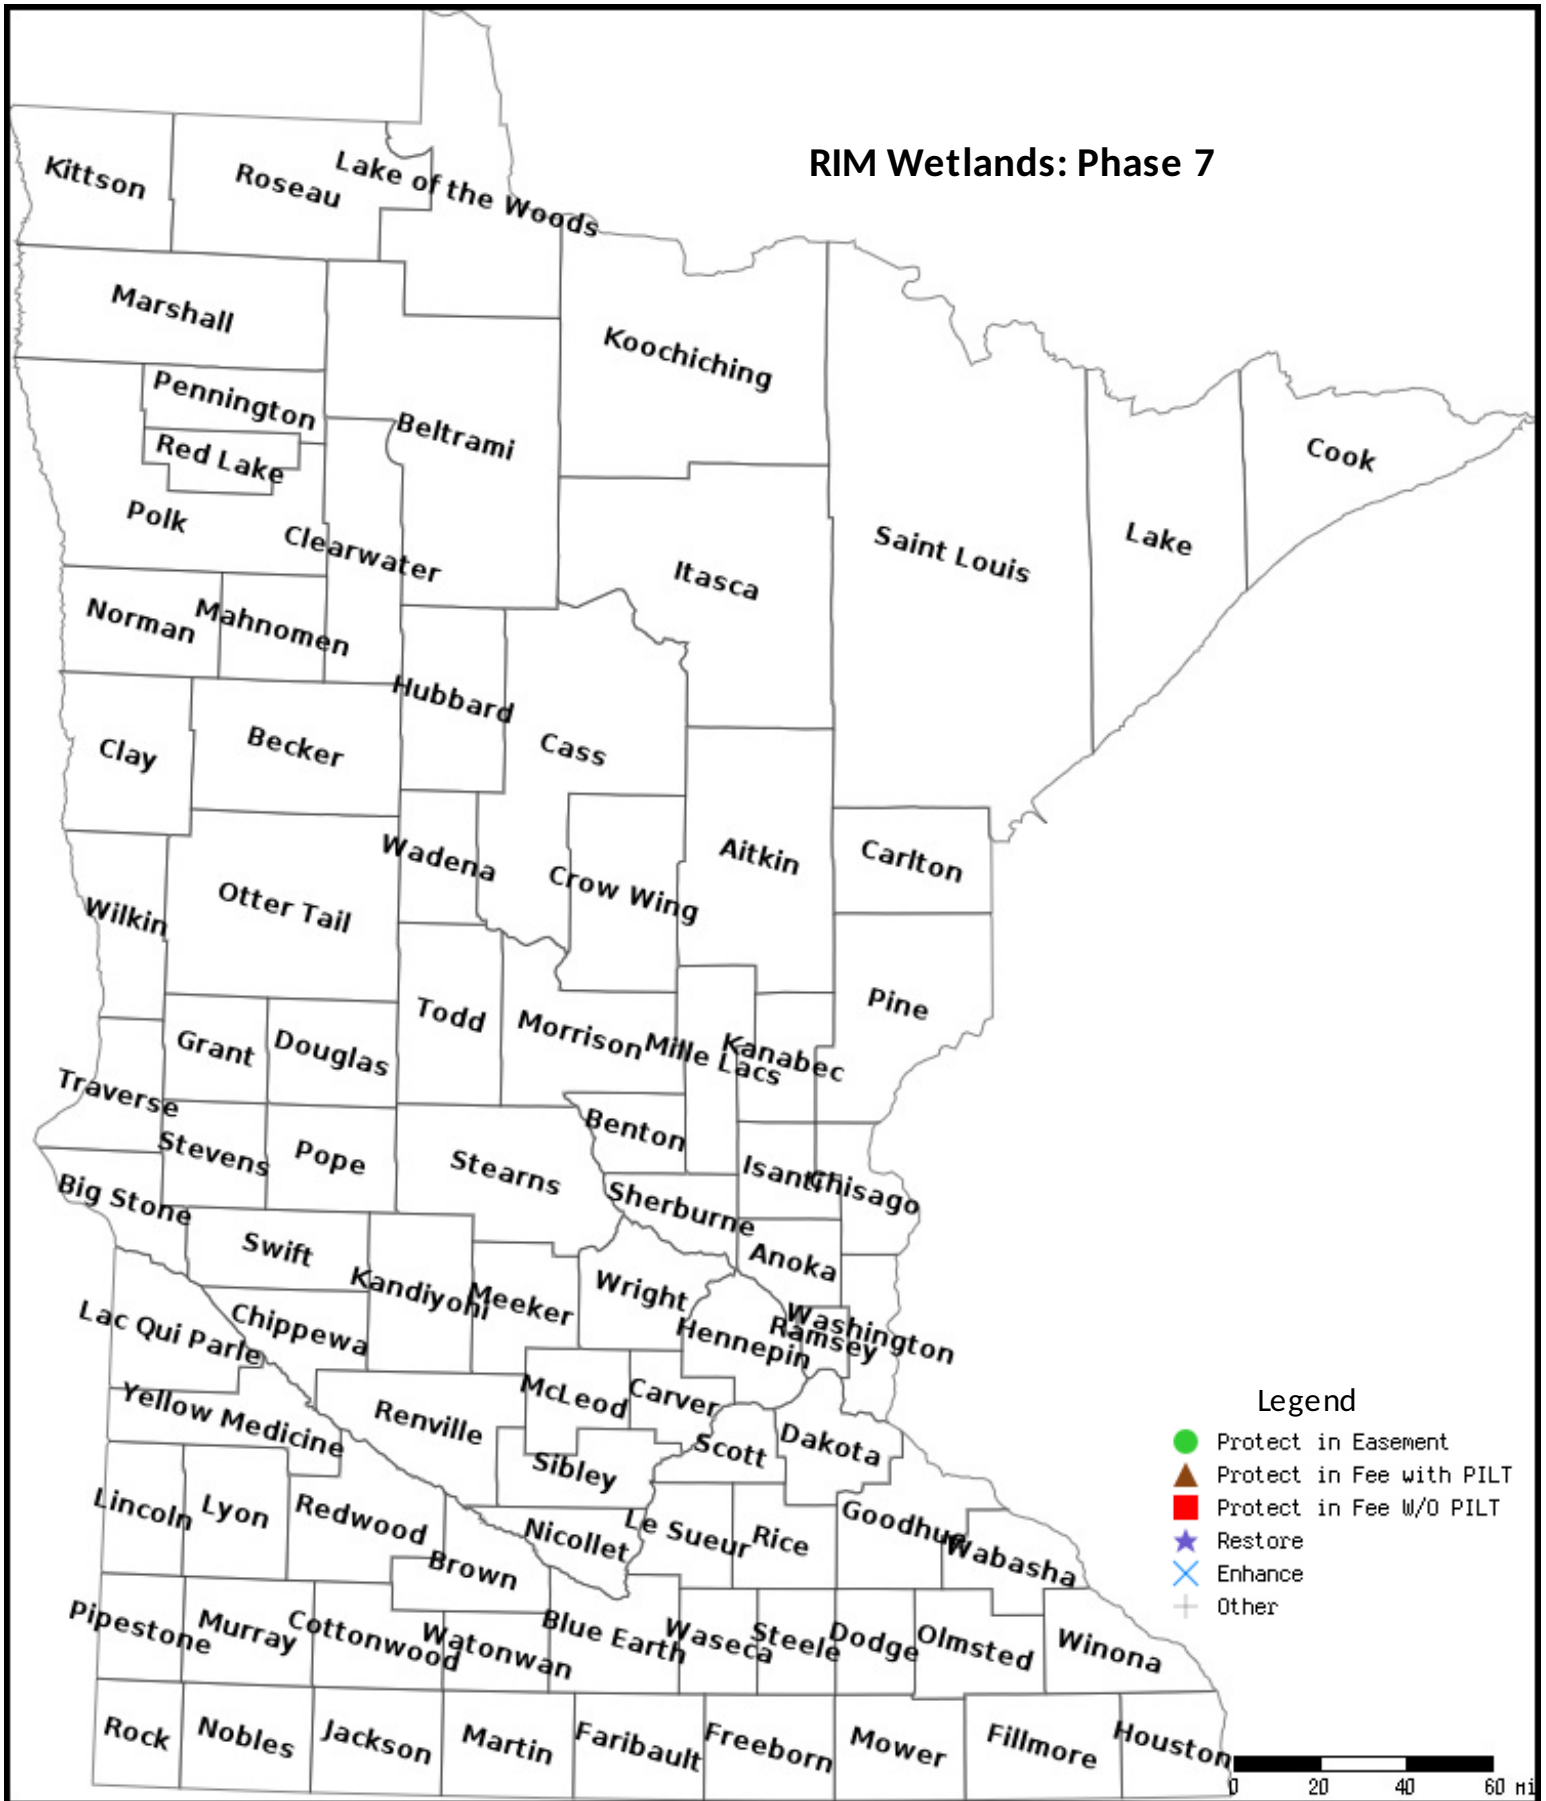 RIM Wetlands: Phase 7
Kittson
Roseau
Lake of the Woods
Marshall
Koochiching
Pennington
Beltrami
Red Lake
Cook
Polk
Clearwater
Saint Louis
Lake
Itasca
Norman
Mahnomen
Hubbard
Clay
Becker
Cass
Wadena
Aitkin
Carlton
Otter Tail
Crow Wing
Wilkin
Todd
Pine
Grant
Douglas
Morrison
Mille Lacs
Kanabec
Traverse
Stevens
Pope
Stearns
Benton
Isanti
Chisago
Big Stone
Sherburne
Swift
Anoka
Kandiyohi
Meeker
Wright
Lac Qui Parle
Chippewa
Hennepin
Ramsey
Washington
Yellow Medicine
Renville
McLeod
Carver
Scott
Dakota
Sibley
Lincoln
Lyon
Redwood
Nicollet
Le Sueur
Rice
Goodhue
Wabasha
Brown
Pipestone
Murray
Cottonwood
Watonwan
Blue Earth
Waseca
Steele
Dodge
Olmsted
Winona
Rock
Nobles
Jackson
Martin
Faribault
Freeborn
Mower
Fillmore
Houston
Legend
Protect in Easement
Protect in Fee with PILT
Protect in Fee W/O PILT
Restore
Enhance
Other
0 20 40 60 mi